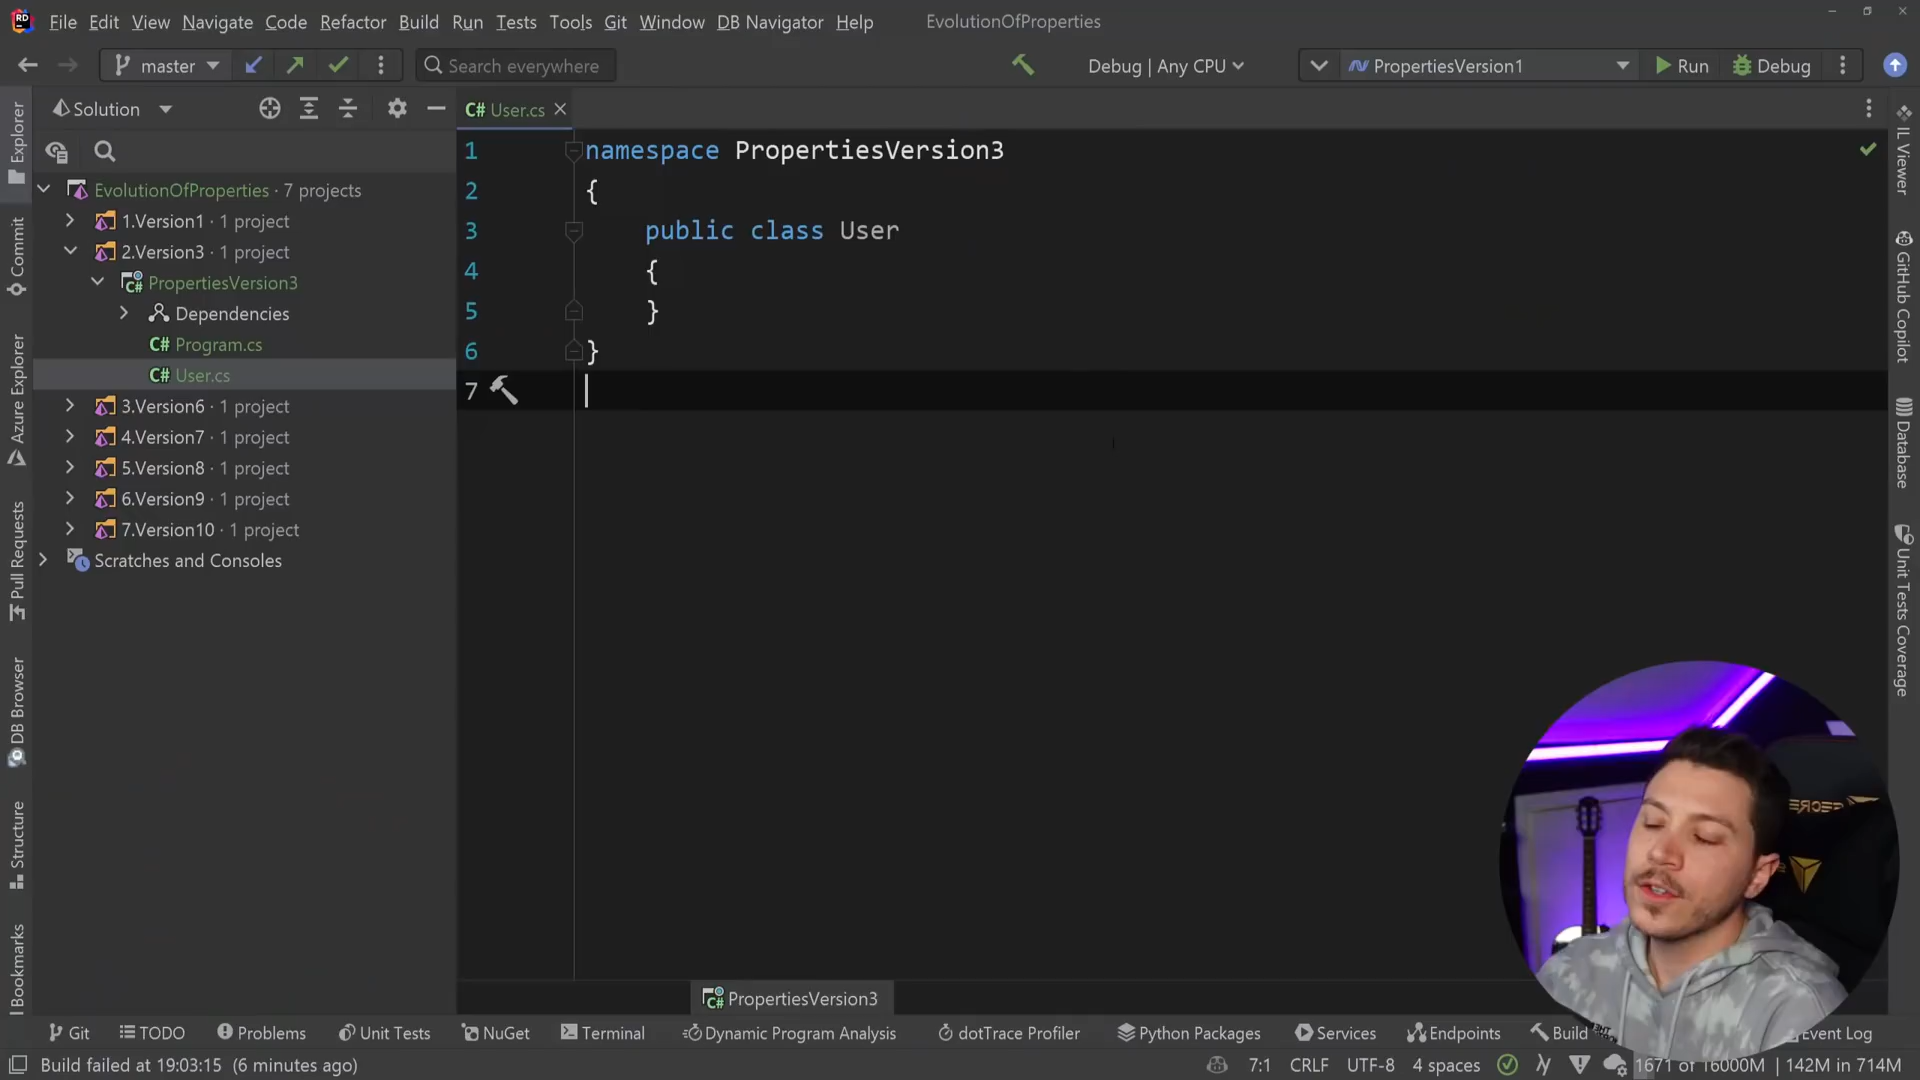 File Edit View Navigate Code Refactor Build Run Tests Tools Git Window DB Navigator Help EvolutionOfProperties
master Search everywhere Debug | Any CPU PropertiesVersion1 Run Debug
Solution
C# User.cs
EvolutionOfProperties · 7 projects
1.Version1 · 1 project
2.Version3 · 1 project
PropertiesVersion3
Dependencies
C# Program.cs
C# User.cs
3.Version6 · 1 project
4.Version7 · 1 project
5.Version8 · 1 project
6.Version9 · 1 project
7.Version10 · 1 project
Scratches and Consoles
1 namespace PropertiesVersion3
2 {
3 public class User
4 {
5 }
6 }
7
Explorer
Commit
Azure Explorer
Pull Requests
DB Browser
Structure
Bookmarks
IL Viewer
GitHub Copilot
Database
Unit Tests Coverage
C# PropertiesVersion3
Git TODO Problems Unit Tests NuGet Terminal Dynamic Program Analysis dotTrace Profiler Python Packages Services Endpoints Build Event Log
Build failed at 19:03:15 (6 minutes ago) 7:1 CRLF UTF-8 4 spaces 1671 of 16000M 142M in 714M